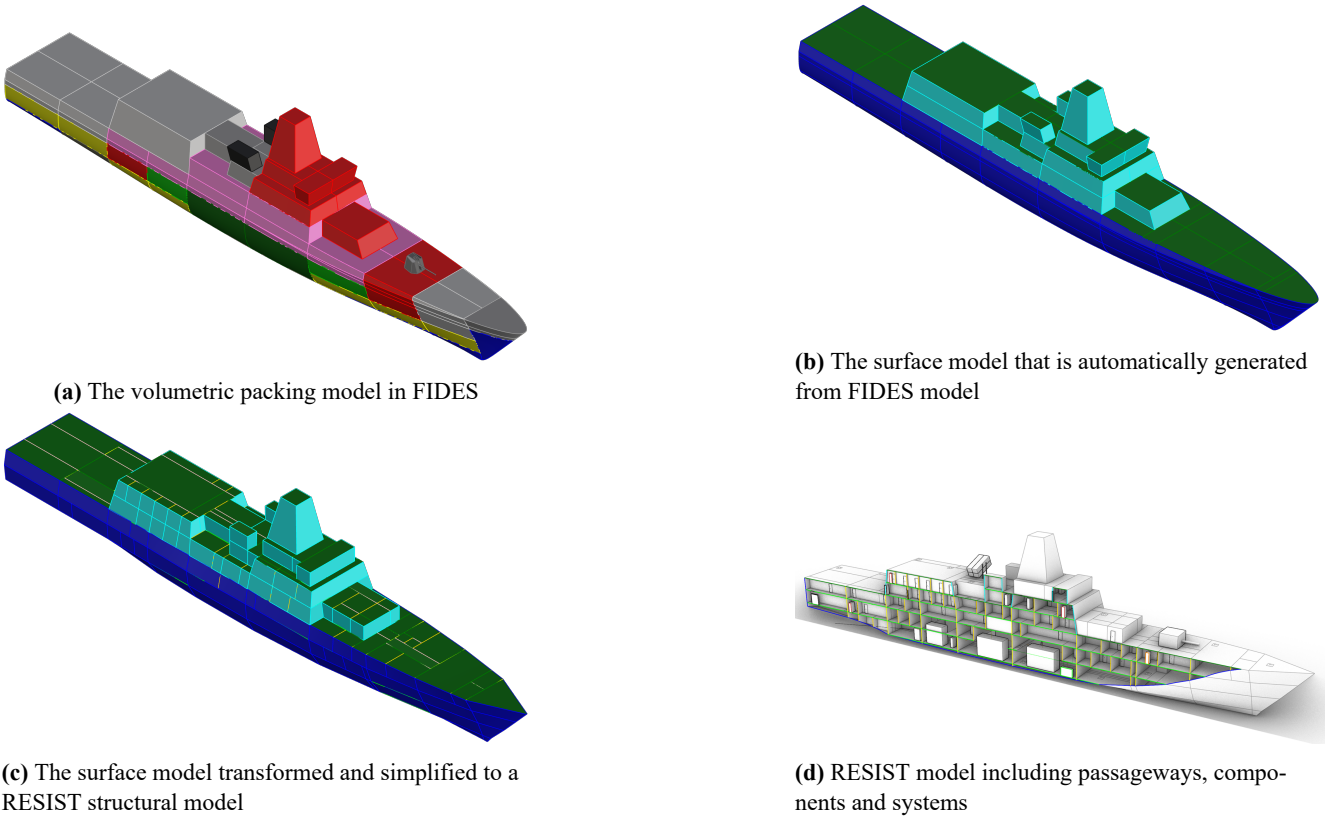 (a) The volumetric packing model in FIDES
(b) The surface model that is automatically generated
from FIDES model
(c) The surface model transformed and simplified to a
RESIST structural model
(d) RESIST model including passageways, compo-
nents and systems